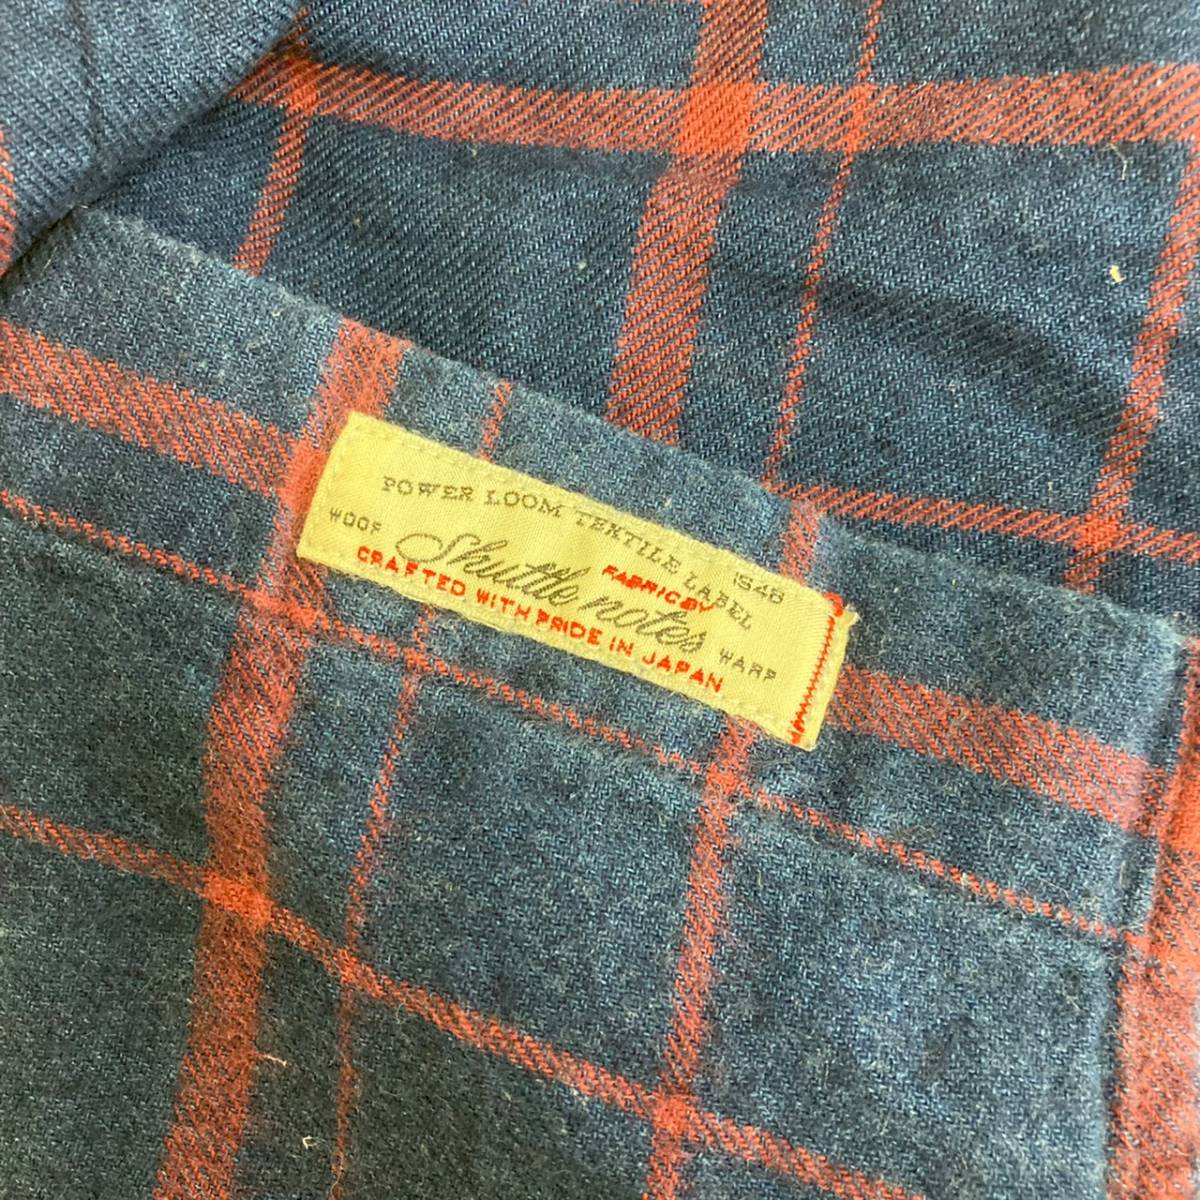 POWER LOOM TEXTILE LABEL
1546
WOOF
FABRIC BY
Shuttle notes
WARP
CRAFTED WITH PRIDE IN JAPAN